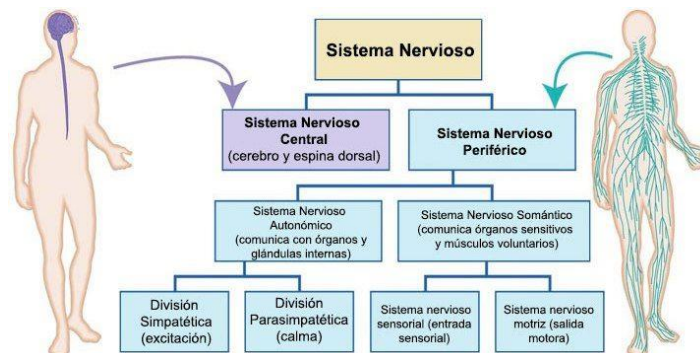 Sistema Nervioso
Sistema Nervioso
Central
(cerebro y espina dorsal)
Sistema Nervioso
Periférico
Sistema Nervioso
Autonómico
(comunica con órganos y
glándulas internas)
Sistema Nervioso Somántico
(comunica órganos sensitivos
y músculos voluntarios)
División
Simpatética
(excitación)
División
Parasimpatética
(calma)
Sistema nervioso
sensorial (entrada
sensorial)
Sistema nervioso
motriz (salida
motora)